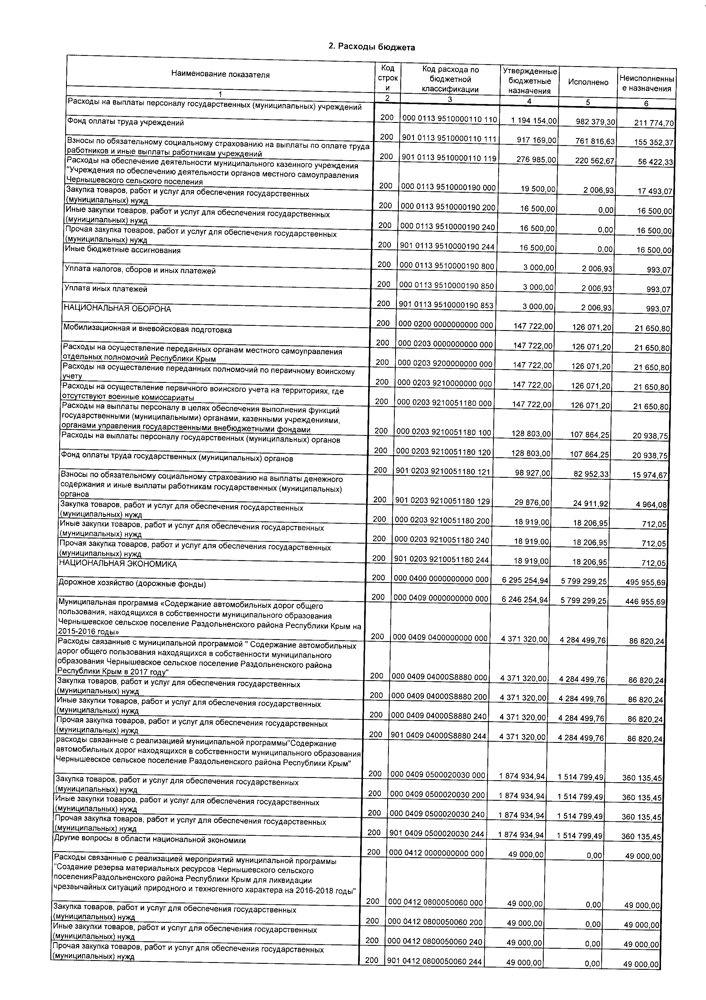 2. Расходы бюджета
Наименование показателя
Код
строк
и
Код расхода по
бюджетной
классификации
Утвержденные
бюджетные
назначения
Исполнено
Неисполненны
е назначения
1 2 3 4 5 6
Расходы на выплаты персоналу государственных (муниципальных) учреждений
200 000 0113 9510000110 110 1 194 154,00 982 379,30 211 774,70
Фонд оплаты труда учреждений
200 901 0113 9510000110 111 917 169,00 761 816,63 155 352,37
Взносы по обязательному социальному страхованию на выплаты по оплате труда
работников и иные выплаты работникам учреждений
200 901 0113 9510000110 119 276 985,00 220 562,67 56 422,33
Расходы на обеспечение деятельности муниципального казенного учреждения
"Учреждения по обеспечению деятельности органов местного самоуправления
Чернышевского сельского поселения
200 000 0113 9510000190 000 19 500,00 2 006,93 17 493,07
Закупка товаров, работ и услуг для обеспечения государственных
(муниципальных) нужд
200 000 0113 9510000190 200 16 500,00 0,00 16 500,00
Иные закупки товаров, работ и услуг для обеспечения государственных
(муниципальных) нужд
200 000 0113 9510000190 240 16 500,00 0,00 16 500,00
Прочая закупка товаров, работ и услуг для обеспечения государственных
(муниципальных) нужд
200 901 0113 9510000190 244 16 500,00 0,00 16 500,00
Иные бюджетные ассигнования
200 000 0113 9510000190 800 3 000,00 2 006,93 993,07
Уплата налогов, сборов и иных платежей
200 000 0113 9510000190 850 3 000,00 2 006,93 993,07
Уплата иных платежей
200 901 0113 9510000190 853 3 000,00 2 006,93 993,07
НАЦИОНАЛЬНАЯ ОБОРОНА
200 000 0200 0000000000 000 147 722,00 126 071,20 21 650,80
Мобилизационная и вневойсковая подготовка
200 000 0203 0000000000 000 147 722,00 126 071,20 21 650,80
Расходы на осуществление переданных органам местного самоуправления
отдельных полномочий Республики Крым
200 000 0203 9200000000 000 147 722,00 126 071,20 21 650,80
Расходы на осуществление переданных полномочий по первичному воинскому
учету
200 000 0203 9210000000 000 147 722,00 126 071,20 21 650,80
Расходы на осуществление первичного воинского учета на территориях, где
отсутствуют военные комиссариаты
200 000 0203 9210051180 000 147 722,00 126 071,20 21 650,80
Расходы на выплаты персоналу в целях обеспечения выполнения функций
государственными (муниципальными) органами, казенными учреждениями,
органами управления государственными внебюджетными фондами
200 000 0203 9210051180 100 128 803,00 107 864,25 20 938,75
Расходы на выплаты персоналу государственных (муниципальных) органов
200 000 0203 9210051180 120 128 803,00 107 864,25 20 938,75
Фонд оплаты труда государственных (муниципальных) органов
200 901 0203 9210051180 121 98 927,00 82 952,33 15 974,67
Взносы по обязательному социальному страхованию на выплаты денежного
содержания и иные выплаты работникам государственных (муниципальных)
органов
200 901 0203 9210051180 129 29 876,00 24 911,92 4 964,08
Закупка товаров, работ и услуг для обеспечения государственных
(муниципальных) нужд
200 000 0203 9210051180 200 18 919,00 18 206,95 712,05
Иные закупки товаров, работ и услуг для обеспечения государственных
(муниципальных) нужд
200 000 0203 9210051180 240 18 919,00 18 206,95 712,05
Прочая закупка товаров, работ и услуг для обеспечения государственных
(муниципальных) нужд
200 901 0203 9210051180 244 18 919,00 18 206,95 712,05
НАЦИОНАЛЬНАЯ ЭКОНОМИКА
200 000 0400 0000000000 000 6 295 254,94 5 799 299,25 495 955,69
Дорожное хозяйство (дорожные фонды)
200 000 0409 0000000000 000 6 246 254,94 5 799 299,25 446 955,69
Муниципальная программа «Содержание автомобильных дорог общего
пользования, находящихся в собственности муниципального образования
Чернышевское сельское поселение Раздольненского района Республики Крым на
2015-2016 годы»
200 000 0409 0400000000 000 4 371 320,00 4 284 499,76 86 820,24
Расходы связанные с муниципальной программой " Содержание автомобильных
дорог общего пользования находящихся в собственности муниципального
образования Чернышевское сельское поселение Раздольненского района
Республики Крым в 2017 году"
200 000 0409 04000S8880 000 4 371 320,00 4 284 499,76 86 820,24
Закупка товаров, работ и услуг для обеспечения государственных
(муниципальных) нужд
200 000 0409 04000S8880 200 4 371 320,00 4 284 499,76 86 820,24
Иные закупки товаров, работ и услуг для обеспечения государственных
(муниципальных) нужд
200 000 0409 04000S8880 240 4 371 320,00 4 284 499,76 86 820,24
Прочая закупка товаров, работ и услуг для обеспечения государственных
(муниципальных) нужд
200 901 0409 04000S8880 244 4 371 320,00 4 284 499,76 86 820,24
расходы связанные с реализацией муниципальной программы"Содержание
автомобильных дорог находящихся в собственности муниципального образования
Чернышевское сельское поселение Раздольненского района Республики Крым"
200 000 0409 0500020030 000 1 874 934,94 1 514 799,49 360 135,45
Закупка товаров, работ и услуг для обеспечения государственных
(муниципальных) нужд
200 000 0409 0500020030 200 1 874 934,94 1 514 799,49 360 135,45
Иные закупки товаров, работ и услуг для обеспечения государственных
(муниципальных) нужд
200 000 0409 0500020030 240 1 874 934,94 1 514 799,49 360 135,45
Прочая закупка товаров, работ и услуг для обеспечения государственных
(муниципальных) нужд
200 901 0409 0500020030 244 1 874 934,94 1 514 799,49 360 135,45
Другие вопросы в области национальной экономики
200 000 0412 0000000000 000 49 000,00 0,00 49 000,00
Расходы связанные с реализацией мероприятий муниципальной программы
"Создание резерва материальных ресурсов Чернышевского сельского
поселенияРаздольненского района Республики Крым для ликвидации
чрезвычайных ситуаций природного и техногенного характера на 2016-2018 годы"
200 000 0412 0800050060 000 49 000,00 0,00 49 000,00
Закупка товаров, работ и услуг для обеспечения государственных
(муниципальных) нужд
200 000 0412 0800050060 200 49 000,00 0,00 49 000,00
Иные закупки товаров, работ и услуг для обеспечения государственных
(муниципальных) нужд
200 000 0412 0800050060 240 49 000,00 0,00 49 000,00
Прочая закупка товаров, работ и услуг для обеспечения государственных
(муниципальных) нужд
200 901 0412 0800050060 244 49 000,00 0,00 49 000,00